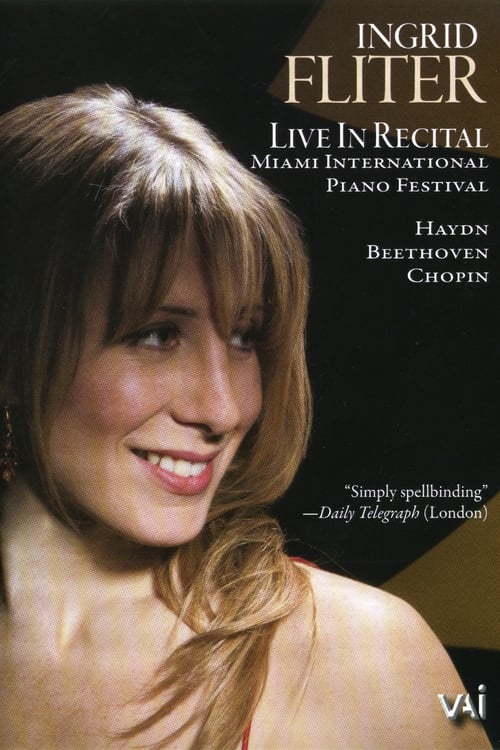 INGRID
FLITER
LIVE IN RECITAL
MIAMI INTERNATIONAL
PIANO FESTIVAL
HAYDN
BEETHOVEN
CHOPIN
“Simply spellbinding”
—Daily Telegraph (London)
VAI